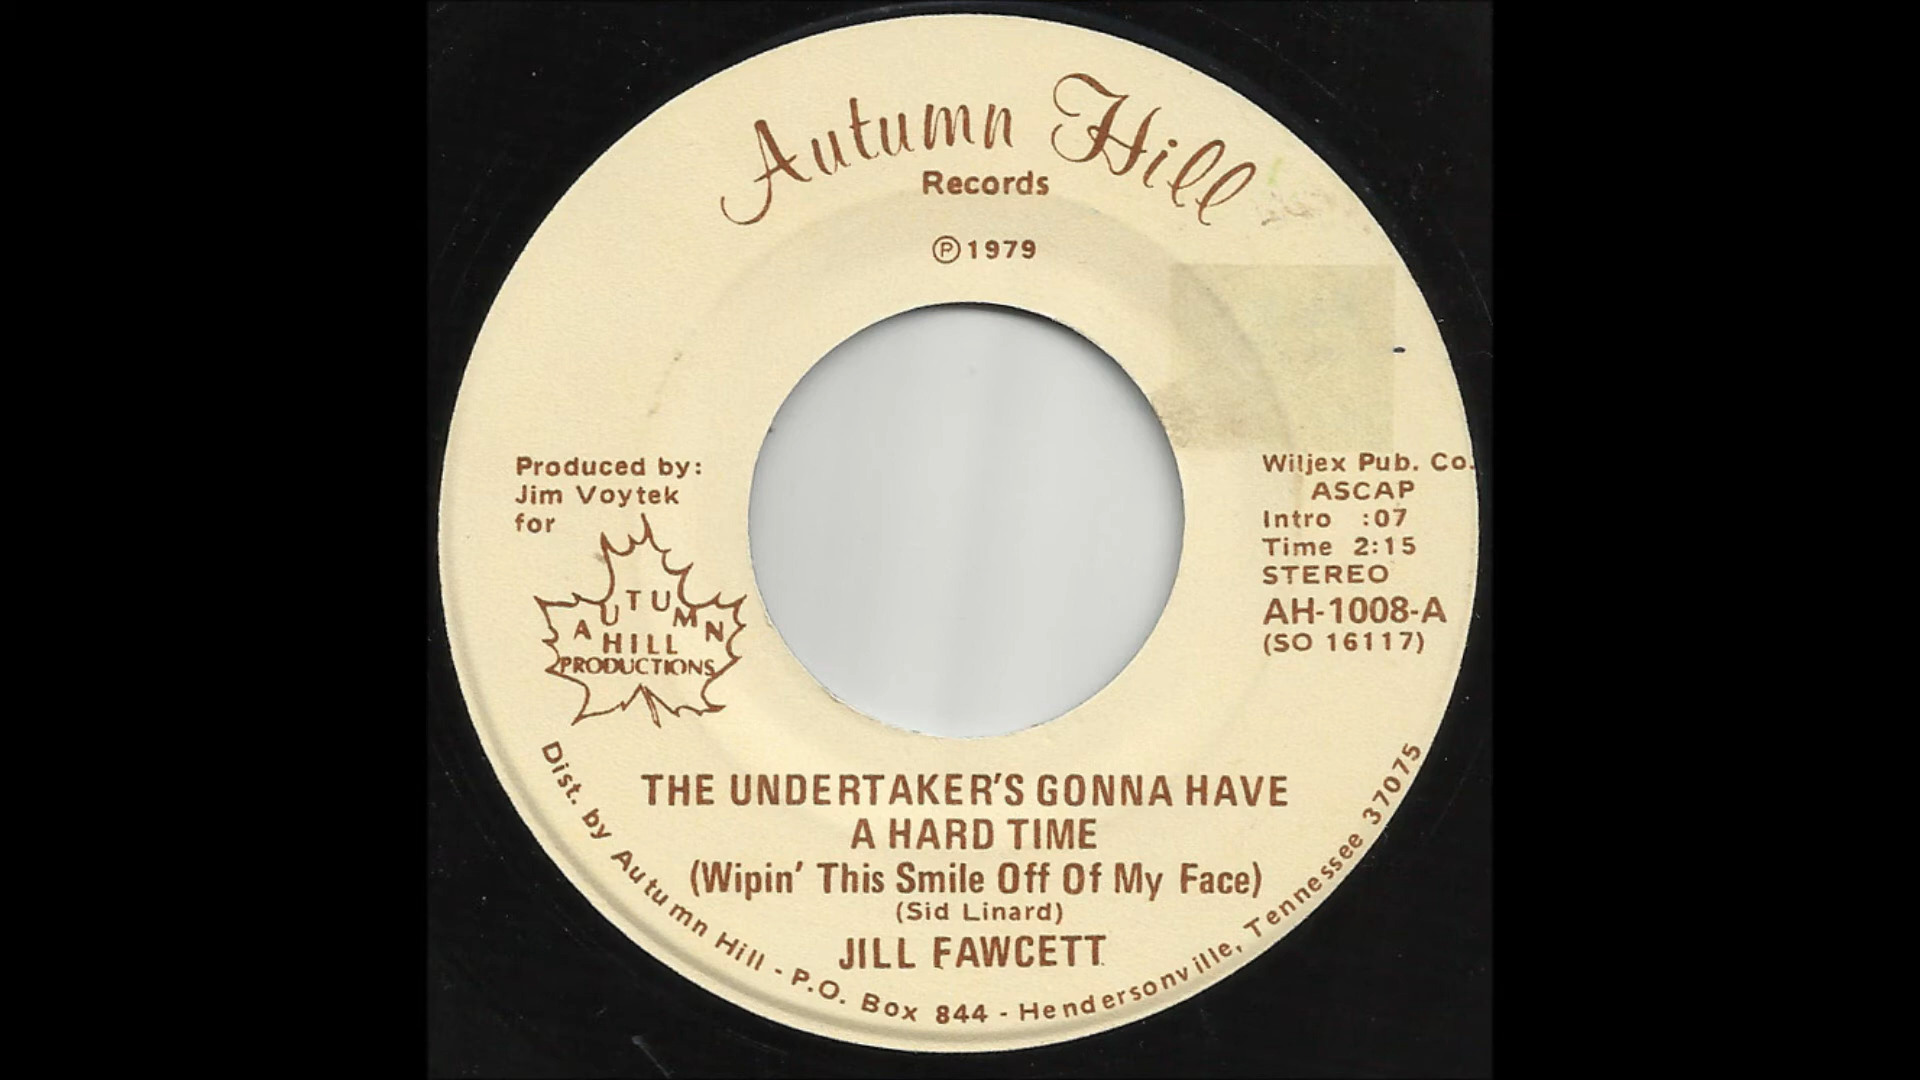 Autumn Hill
Records
Ⓟ 1979
Produced by:
Jim Voytek
for
AUTUMN
HILL
PRODUCTIONS
Wiljex Pub. Co.
ASCAP
Intro :07
Time 2:15
STEREO
AH-1008-A
(SO 16117)
THE UNDERTAKER'S GONNA HAVE
A HARD TIME
(Wipin' This Smile Off Of My Face)
(Sid Linard)
JILL FAWCETT
Dist. by Autumn Hill - P.O. Box 844 - Hendersonville, Tennessee 37075